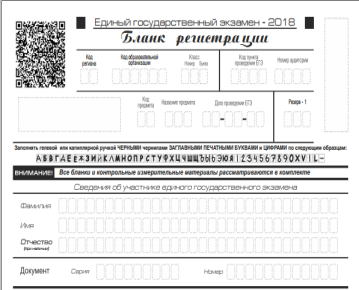 Единый государственный экзамен - 2018
Бланк регистрации
Код региона
Код образовательной организации
Класс
Номер Буква
Код пункта проведения ЕГЭ
Номер аудитории
Код предмета
Название предмета
Дата проведения ЕГЭ
Резерв - 1
Заполнять гелевой или капиллярной ручкой ЧЕРНЫМИ чернилами ЗАГЛАВНЫМИ ПЕЧАТНЫМИ БУКВАМИ и ЦИФРАМИ по следующим образцам:
АБВГДЕЁЖЗИЙКЛМНОПРСТУФХЦЧШЩЪЫЬЭЮЯ1234567890XVIL-
ВНИМАНИЕ! Все бланки и контрольные измерительные материалы рассматриваются в комплекте
Сведения об участнике единого государственного экзамена
Фамилия
Имя
Отчество
(при наличии)
Документ Серия Номер